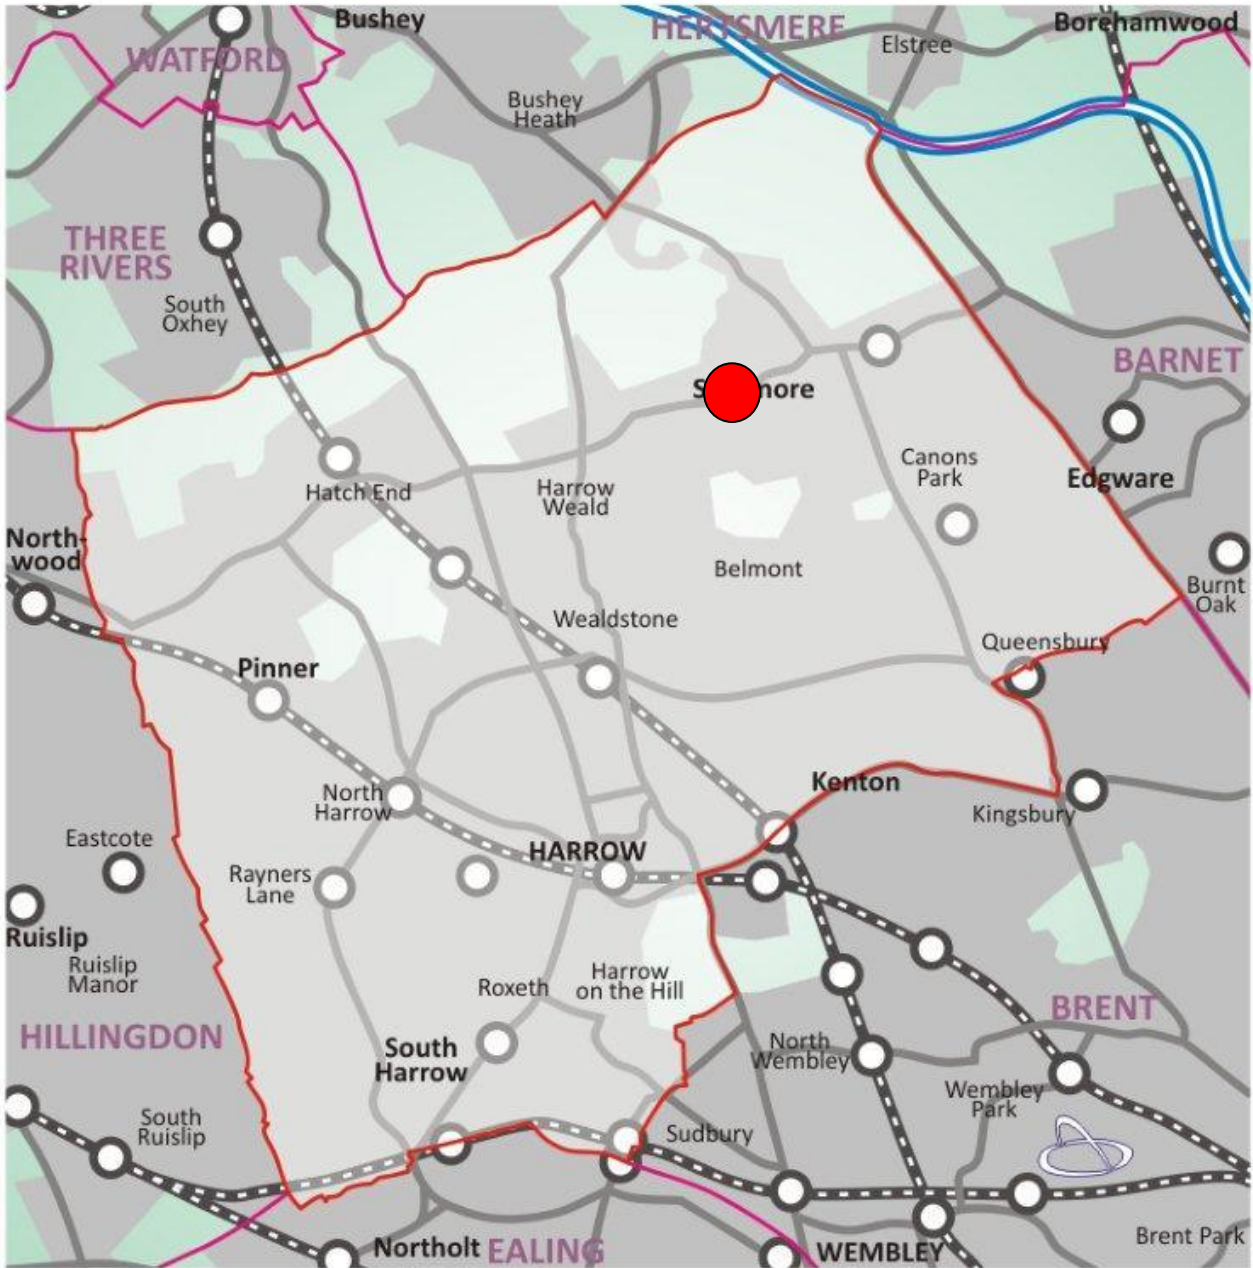 Bushey
HERTSMERE
Borehamwood
WATFORD
Elstree
Bushey
Heath
THREE
RIVERS
South
Oxhey
BARNET
Canons
Park
Edgware
Hatch End
Harrow
Weald
North-
wood
Belmont
Burnt
Oak
Wealdstone
Queensbury
Pinner
Kenton
North
Harrow
Kingsbury
Eastcote
HARROW
Rayners
Lane
Ruislip
Ruislip
Manor
Roxeth
Harrow
on the Hill
BRENT
HILLINGDON
South
Harrow
North
Wembley
Wembley
Park
South
Ruislip
Sudbury
Northolt
EALING
WEMBLEY
Brent Park